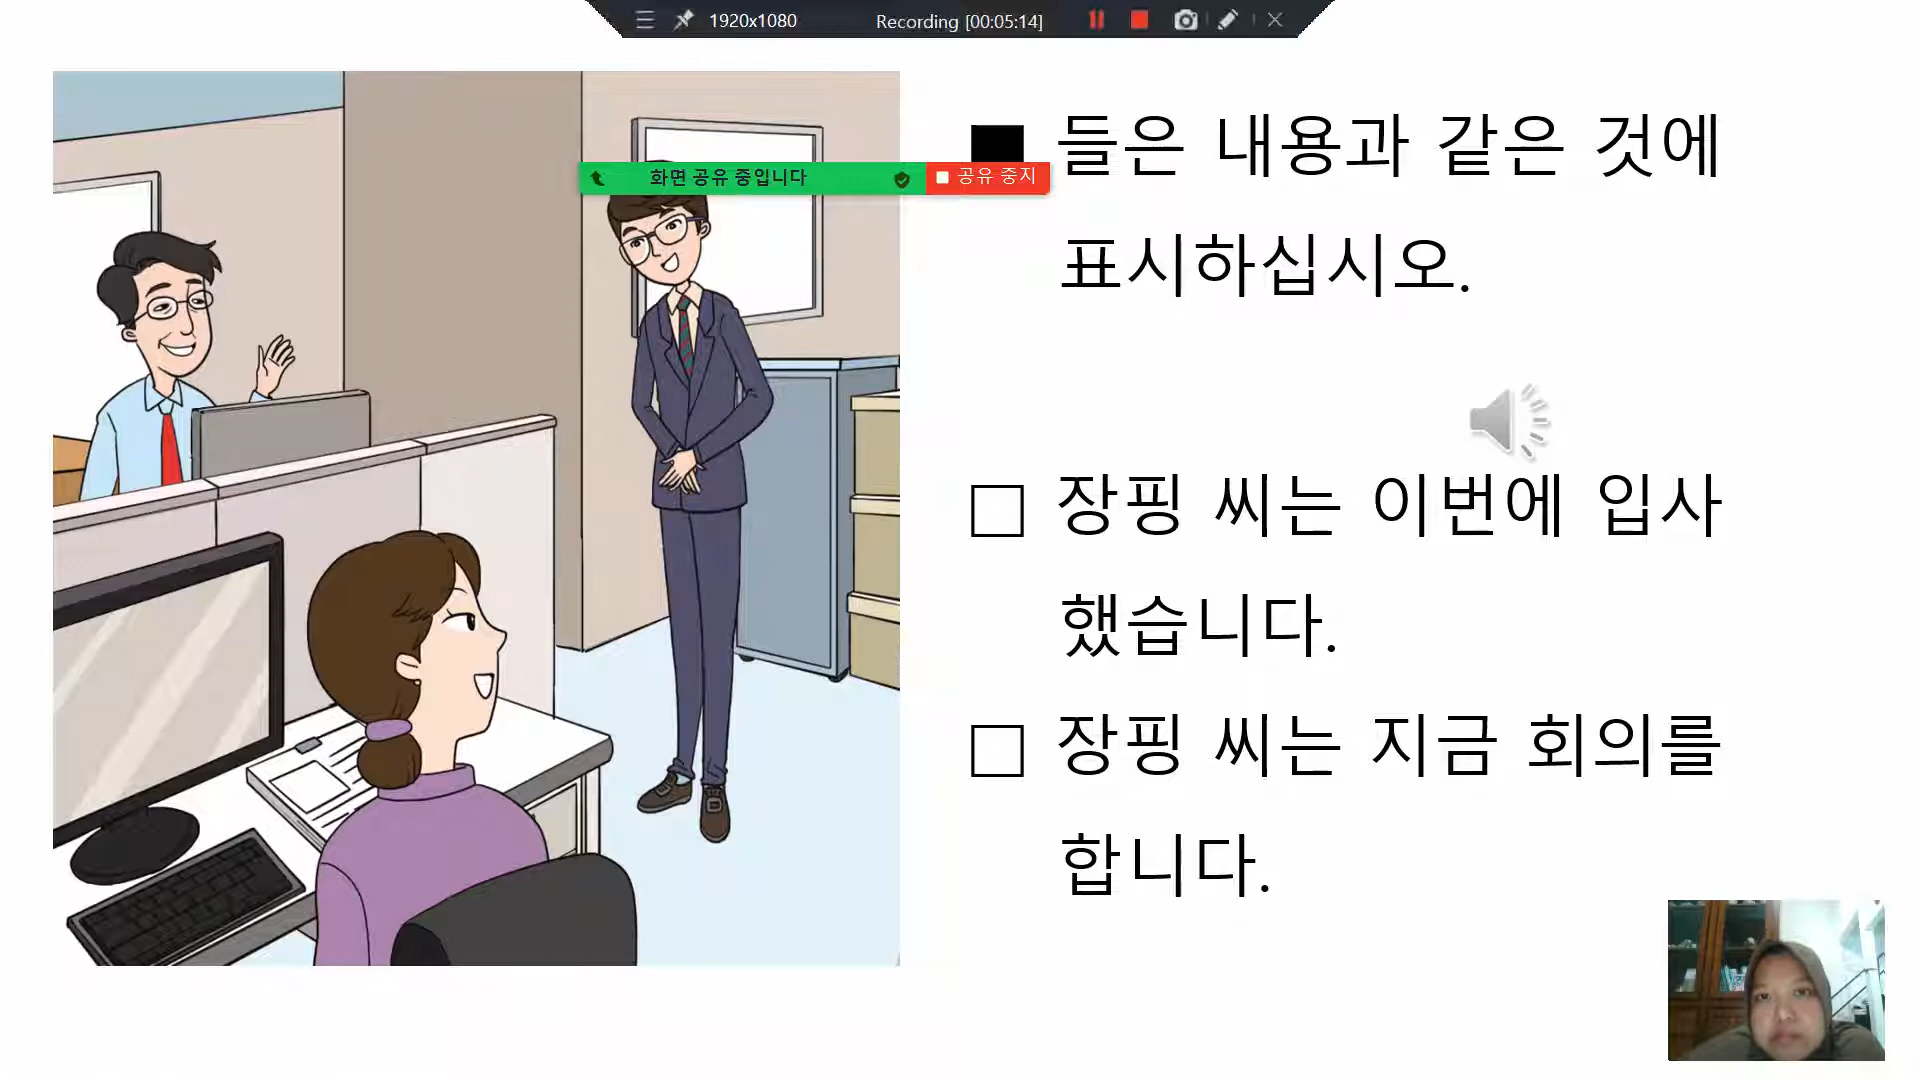 1920x1080
Recording [00:05:14]
화면 공유 중입니다
공유 중지
들은 내용과 같은 것에
표시하십시오.
장핑 씨는 이번에 입사
했습니다.
장핑 씨는 지금 회의를
합니다.